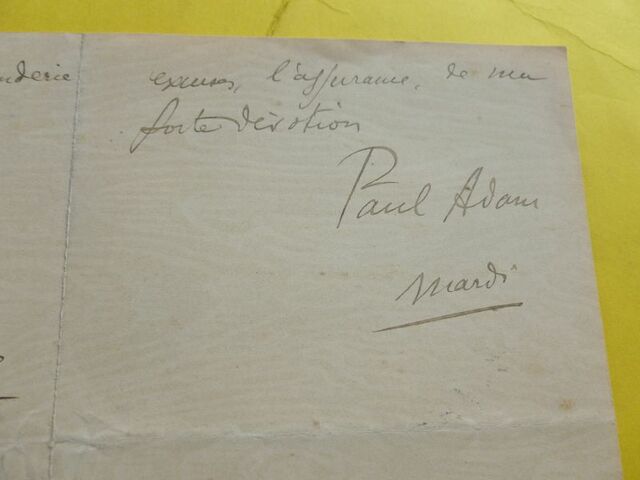 excuses, l'assurance, de ma
forte dévotion
Paul Adam
Mardi